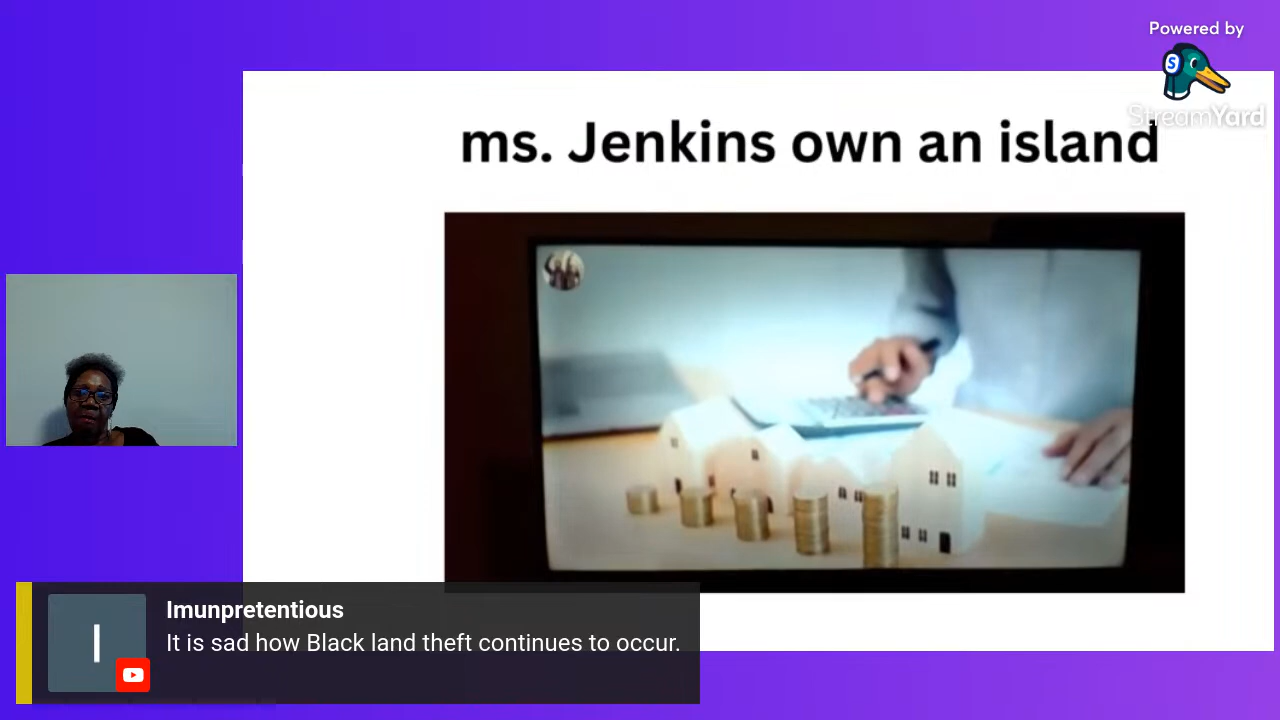 Powered by
StreamYard
ms. Jenkins own an island
I
Imunpretentious
It is sad how Black land theft continues to occur.